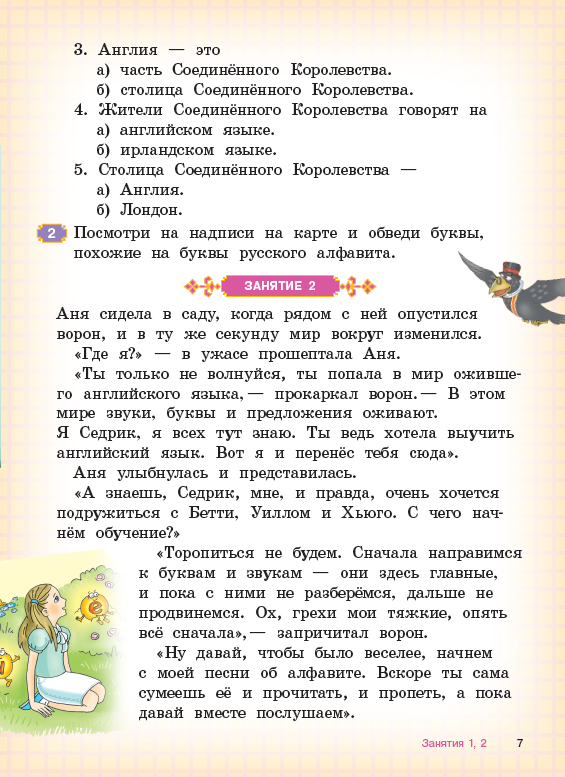 3. Англия — это
а) часть Соединённого Королевства.
б) столица Соединённого Королевства.
4. Жители Соединённого Королевства говорят на
а) английском языке.
б) ирландском языке.
5. Столица Соединённого Королевства —
а) Англия.
б) Лондон.
2 Посмотри на надписи на карте и обведи буквы,
похожие на буквы русского алфавита.
ЗАНЯТИЕ 2
Аня сидела в саду, когда рядом с ней опустился
ворон, и в ту же секунду мир вокруг изменился.
«Где я?» — в ужасе прошептала Аня.
«Ты только не волнуйся, ты попала в мир ожившe-
го английского языка, — прокаркал ворон. — В этом
мире звуки, буквы и предложения оживают.
Я Седрик, я всех тут знаю. Ты ведь хотела выучить
английский язык. Вот я и перенёс тебя сюда».
Аня улыбнулась и представилась.
«А знаешь, Седрик, мне, и правда, очень хочется
подружиться с Бетти, Уиллом и Хьюго. С чего нач-
нём обучение?»
«Торопиться не будем. Сначала направимся
к буквам и звукам — они здесь главные,
и пока с ними не разберёмся, дальше не
продвинемся. Ох, грехи мои тяжкие, опять
всё сначала», — запричитал ворон.
«Ну давай, чтобы было веселее, начнем
с моей песни об алфавите. Вскоре ты сама
сумеешь её и прочитать, и пропеть, а пока
давай вместе послушаем».
e
Занятия 1, 2 7